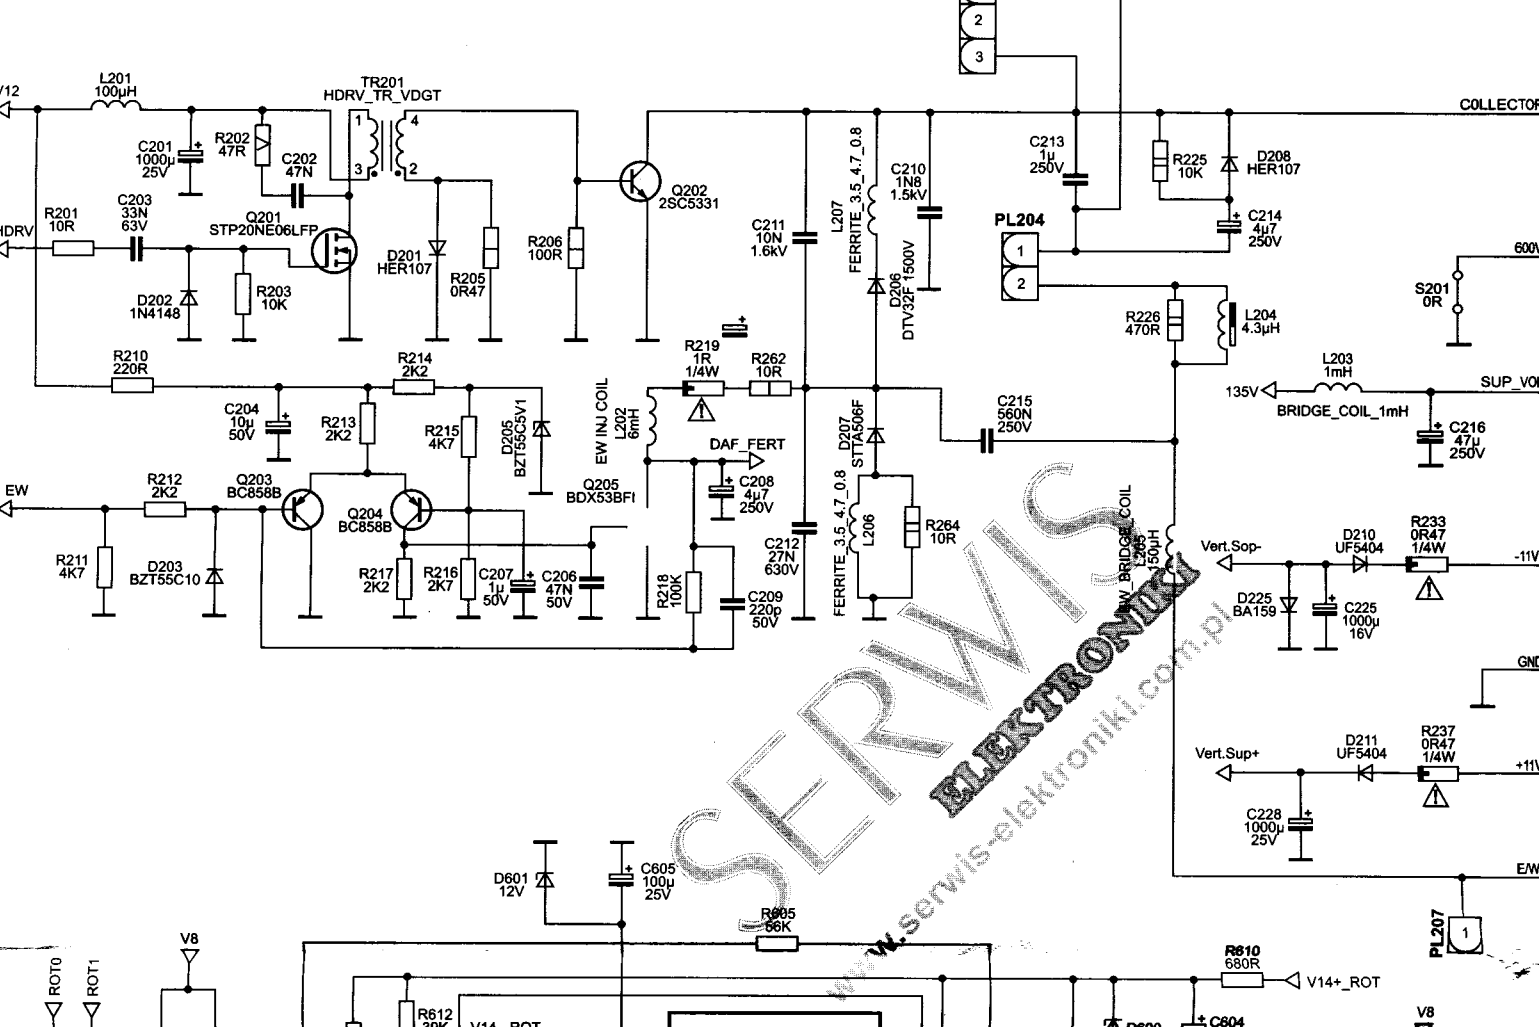 2
3
V12
L201
100µH
TR201
HDRV_TR_VDGT
1
4
3
2
C201
1000µ
25V
R202
47R
C202
47N
C203
33N
63V
R201
10R
HDRV
Q201
STP20NE06LFP
D202
1N4148
R203
10K
D201
HER107
R205
0R47
R206
100R
Q202
2SC5331
C211
10N
1.6kV
L207
FERRITE_3.5_4.7_0.8
D206
DTV32F 1500V
C210
1N8
1.5kV
C213
1µ
250V
PL204
1
2
R225
10K
D208
HER107
C214
4µ7
250V
COLLECTOR
600V
S201
0R
R226
470R
L204
4.3µH
L203
1mH
135V
BRIDGE_COIL_1mH
SUP_VO
C216
47µ
250V
R210
220R
R214
2K2
C204
10µ
50V
R213
2K2
R215
4K7
D205
BZT55C5V1
EW INJ COIL
L202
6mH
R219
1R
1/4W
R262
10R
DAF_FERT
Q205
BDX53BFI
C208
4µ7
250V
D207
STTA506F
C215
560N
250V
EW
R212
2K2
Q203
BC858B
Q204
BC858B
R211
4K7
D203
BZT55C10
R217
2K2
R216
2K7
C207
1µ
50V
C206
47N
50V
R218
100K
C209
220p
50V
C212
27N
630V
FERRITE_3.5_4.7_0.8
L206
R264
10R
EW_BRIDGE_COIL
L205
150µH
Vert.Sop-
D210
UF5404
R233
0R47
1/4W
-11V
D225
BA159
C225
1000µ
16V
GND
Vert.Sup+
D211
UF5404
R237
0R47
1/4W
+11V
C228
1000µ
25V
E/W
PL207
1
SERWIS
ELEKTRONIKI
www.serwis-elektroniki.com.pl
D601
12V
C605
100µ
25V
R605
56K
V8
ROT0
ROT1
R610
680R
V14+_ROT
R612
39K
V14-_ROT
D600
C604
V8